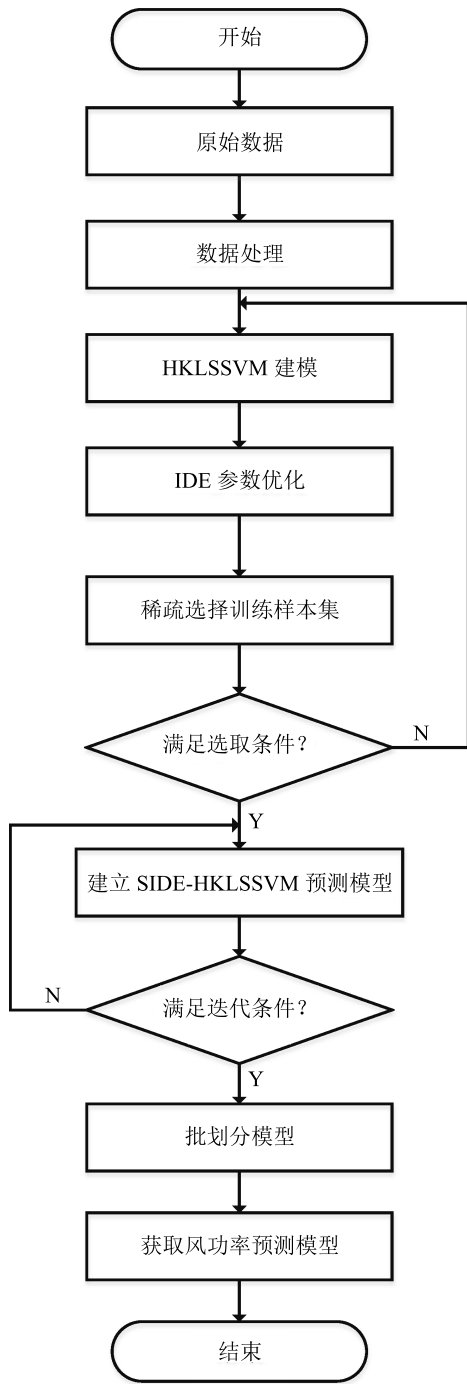 开始
原始数据
数据处理
HKLSSVM 建模
IDE 参数优化
稀疏选择训练样本集
满足选取条件？
N
Y
建立 SIDE-HKLSSVM 预测模型
满足迭代条件？
N
Y
批划分模型
获取风功率预测模型
结束